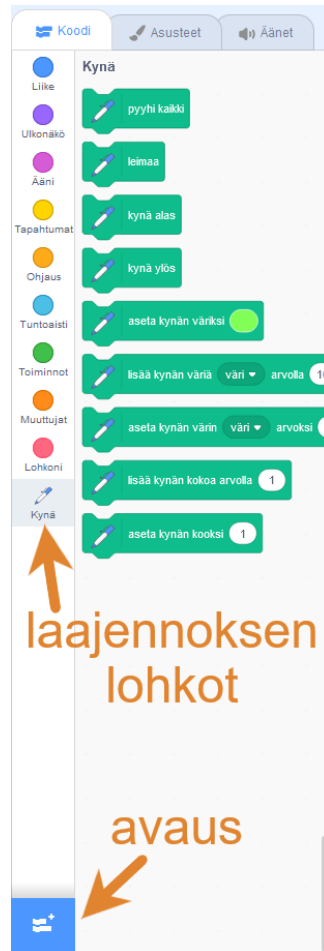 Koodi
Asusteet
Äänet
Liike
Ulkonäkö
Ääni
Tapahtumat
Ohjaus
Tuntoaisti
Toiminnot
Muuttujat
Lohkoni
Kynä
Kynä
pyyhi kaikki
leimaa
kynä alas
kynä ylös
aseta kynän väriksi
lisää kynän väriä väri arvolla
aseta kynän värin väri arvoksi
lisää kynän kokoa arvolla 1
aseta kynän kooksi 1
laajennoksen
lohkot
avaus